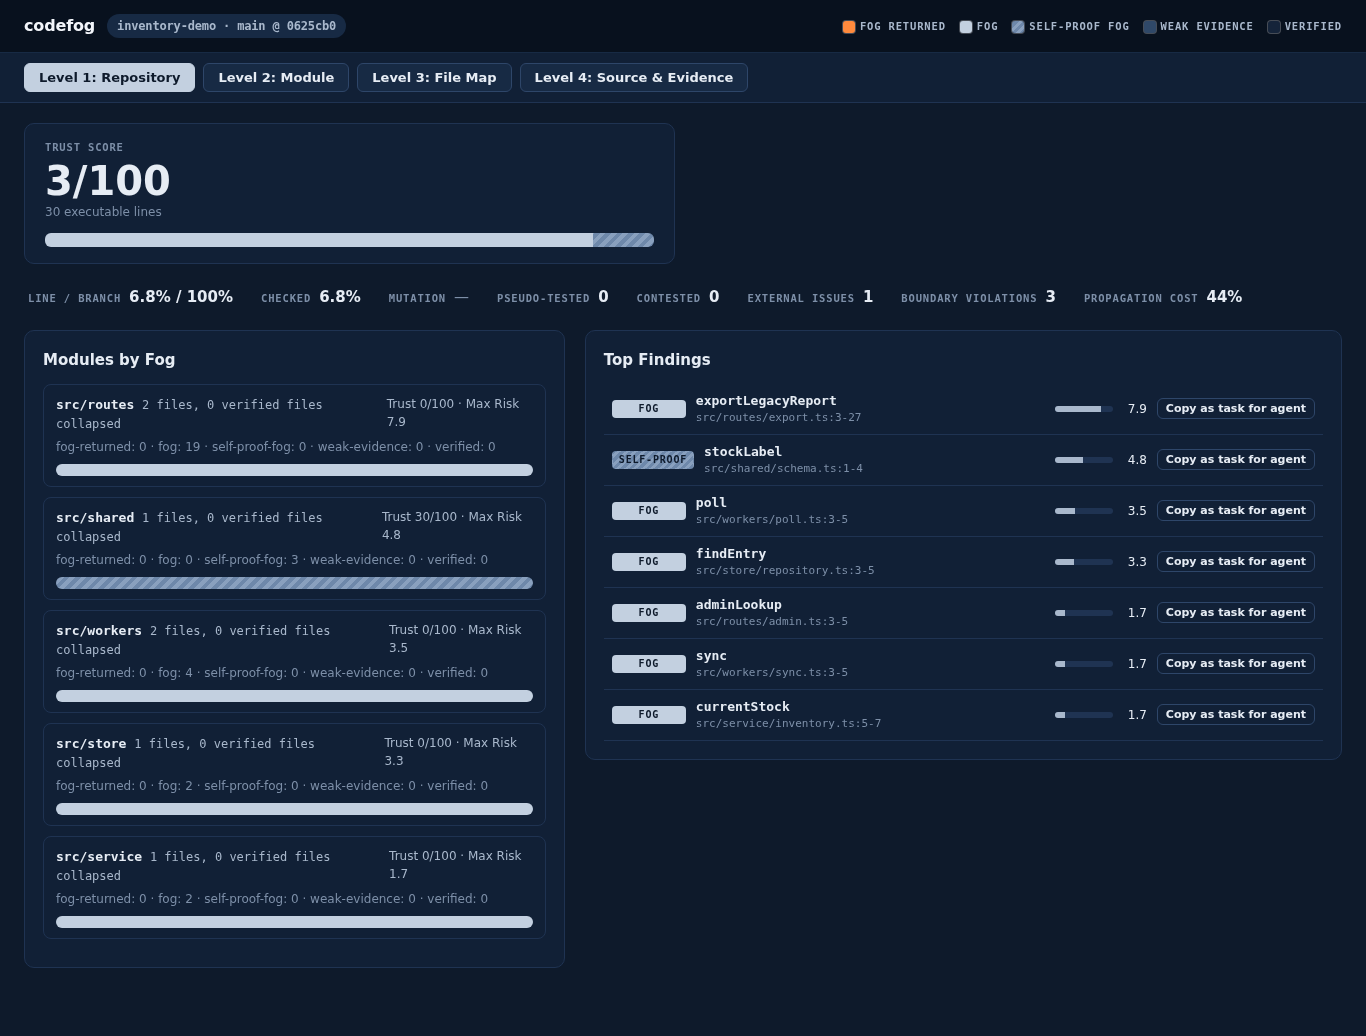 codefog
inventory-demo · main @ 0625cb0
FOG RETURNED
FOG
SELF-PROOF FOG
WEAK EVIDENCE
VERIFIED
Level 1: Repository
Level 2: Module
Level 3: File Map
Level 4: Source & Evidence
TRUST SCORE
3/100
30 executable lines
LINE / BRANCH 6.8% / 100%
CHECKED 6.8%
MUTATION —
PSEUDO-TESTED 0
CONTESTED 0
EXTERNAL ISSUES 1
BOUNDARY VIOLATIONS 3
PROPAGATION COST 44%
Modules by Fog
src/routes 2 files, 0 verified files
collapsed
Trust 0/100 · Max Risk
7.9
fog-returned: 0 · fog: 19 · self-proof-fog: 0 · weak-evidence: 0 · verified: 0
src/shared 1 files, 0 verified files
collapsed
Trust 30/100 · Max Risk
4.8
fog-returned: 0 · fog: 0 · self-proof-fog: 3 · weak-evidence: 0 · verified: 0
src/workers 2 files, 0 verified files
collapsed
Trust 0/100 · Max Risk
3.5
fog-returned: 0 · fog: 4 · self-proof-fog: 0 · weak-evidence: 0 · verified: 0
src/store 1 files, 0 verified files
collapsed
Trust 0/100 · Max Risk
3.3
fog-returned: 0 · fog: 2 · self-proof-fog: 0 · weak-evidence: 0 · verified: 0
src/service 1 files, 0 verified files
collapsed
Trust 0/100 · Max Risk
1.7
fog-returned: 0 · fog: 2 · self-proof-fog: 0 · weak-evidence: 0 · verified: 0
Top Findings
FOG
exportLegacyReport
src/routes/export.ts:3-27
7.9
Copy as task for agent
SELF-PROOF
stockLabel
src/shared/schema.ts:1-4
4.8
Copy as task for agent
FOG
poll
src/workers/poll.ts:3-5
3.5
Copy as task for agent
FOG
findEntry
src/store/repository.ts:3-5
3.3
Copy as task for agent
FOG
adminLookup
src/routes/admin.ts:3-5
1.7
Copy as task for agent
FOG
sync
src/workers/sync.ts:3-5
1.7
Copy as task for agent
FOG
currentStock
src/service/inventory.ts:5-7
1.7
Copy as task for agent